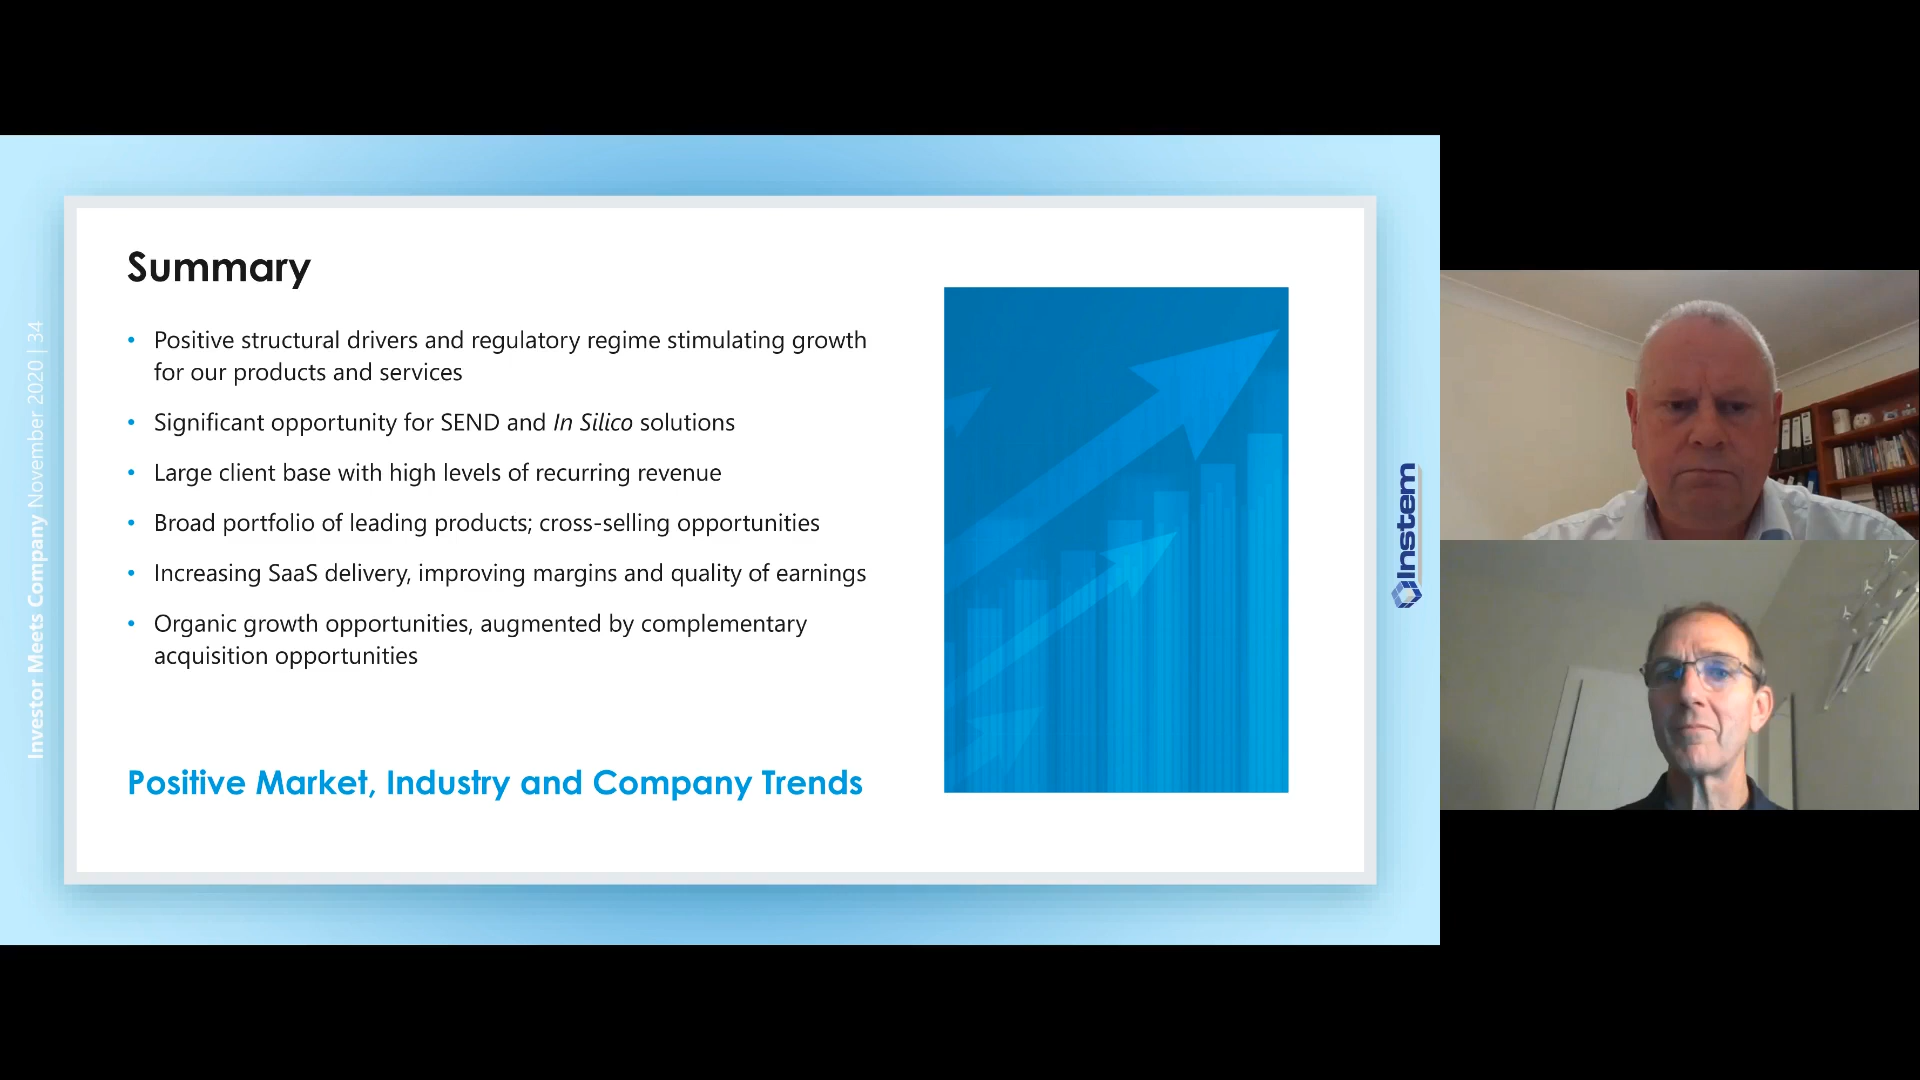 Investor Meets Company November 2020 | 34
Summary
• Positive structural drivers and regulatory regime stimulating growth
for our products and services
• Significant opportunity for SEND and In Silico solutions
• Large client base with high levels of recurring revenue
• Broad portfolio of leading products; cross-selling opportunities
• Increasing SaaS delivery, improving margins and quality of earnings
• Organic growth opportunities, augmented by complementary
acquisition opportunities
Positive Market, Industry and Company Trends
Instem